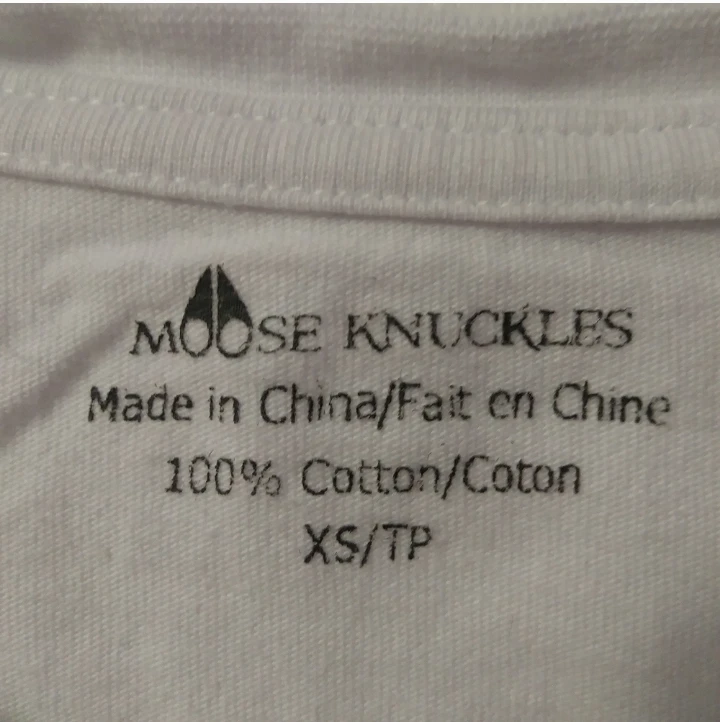 MOOSE KNUCKLES
Made in China/Fait en Chine
100% Cotton/Coton
XS/TP